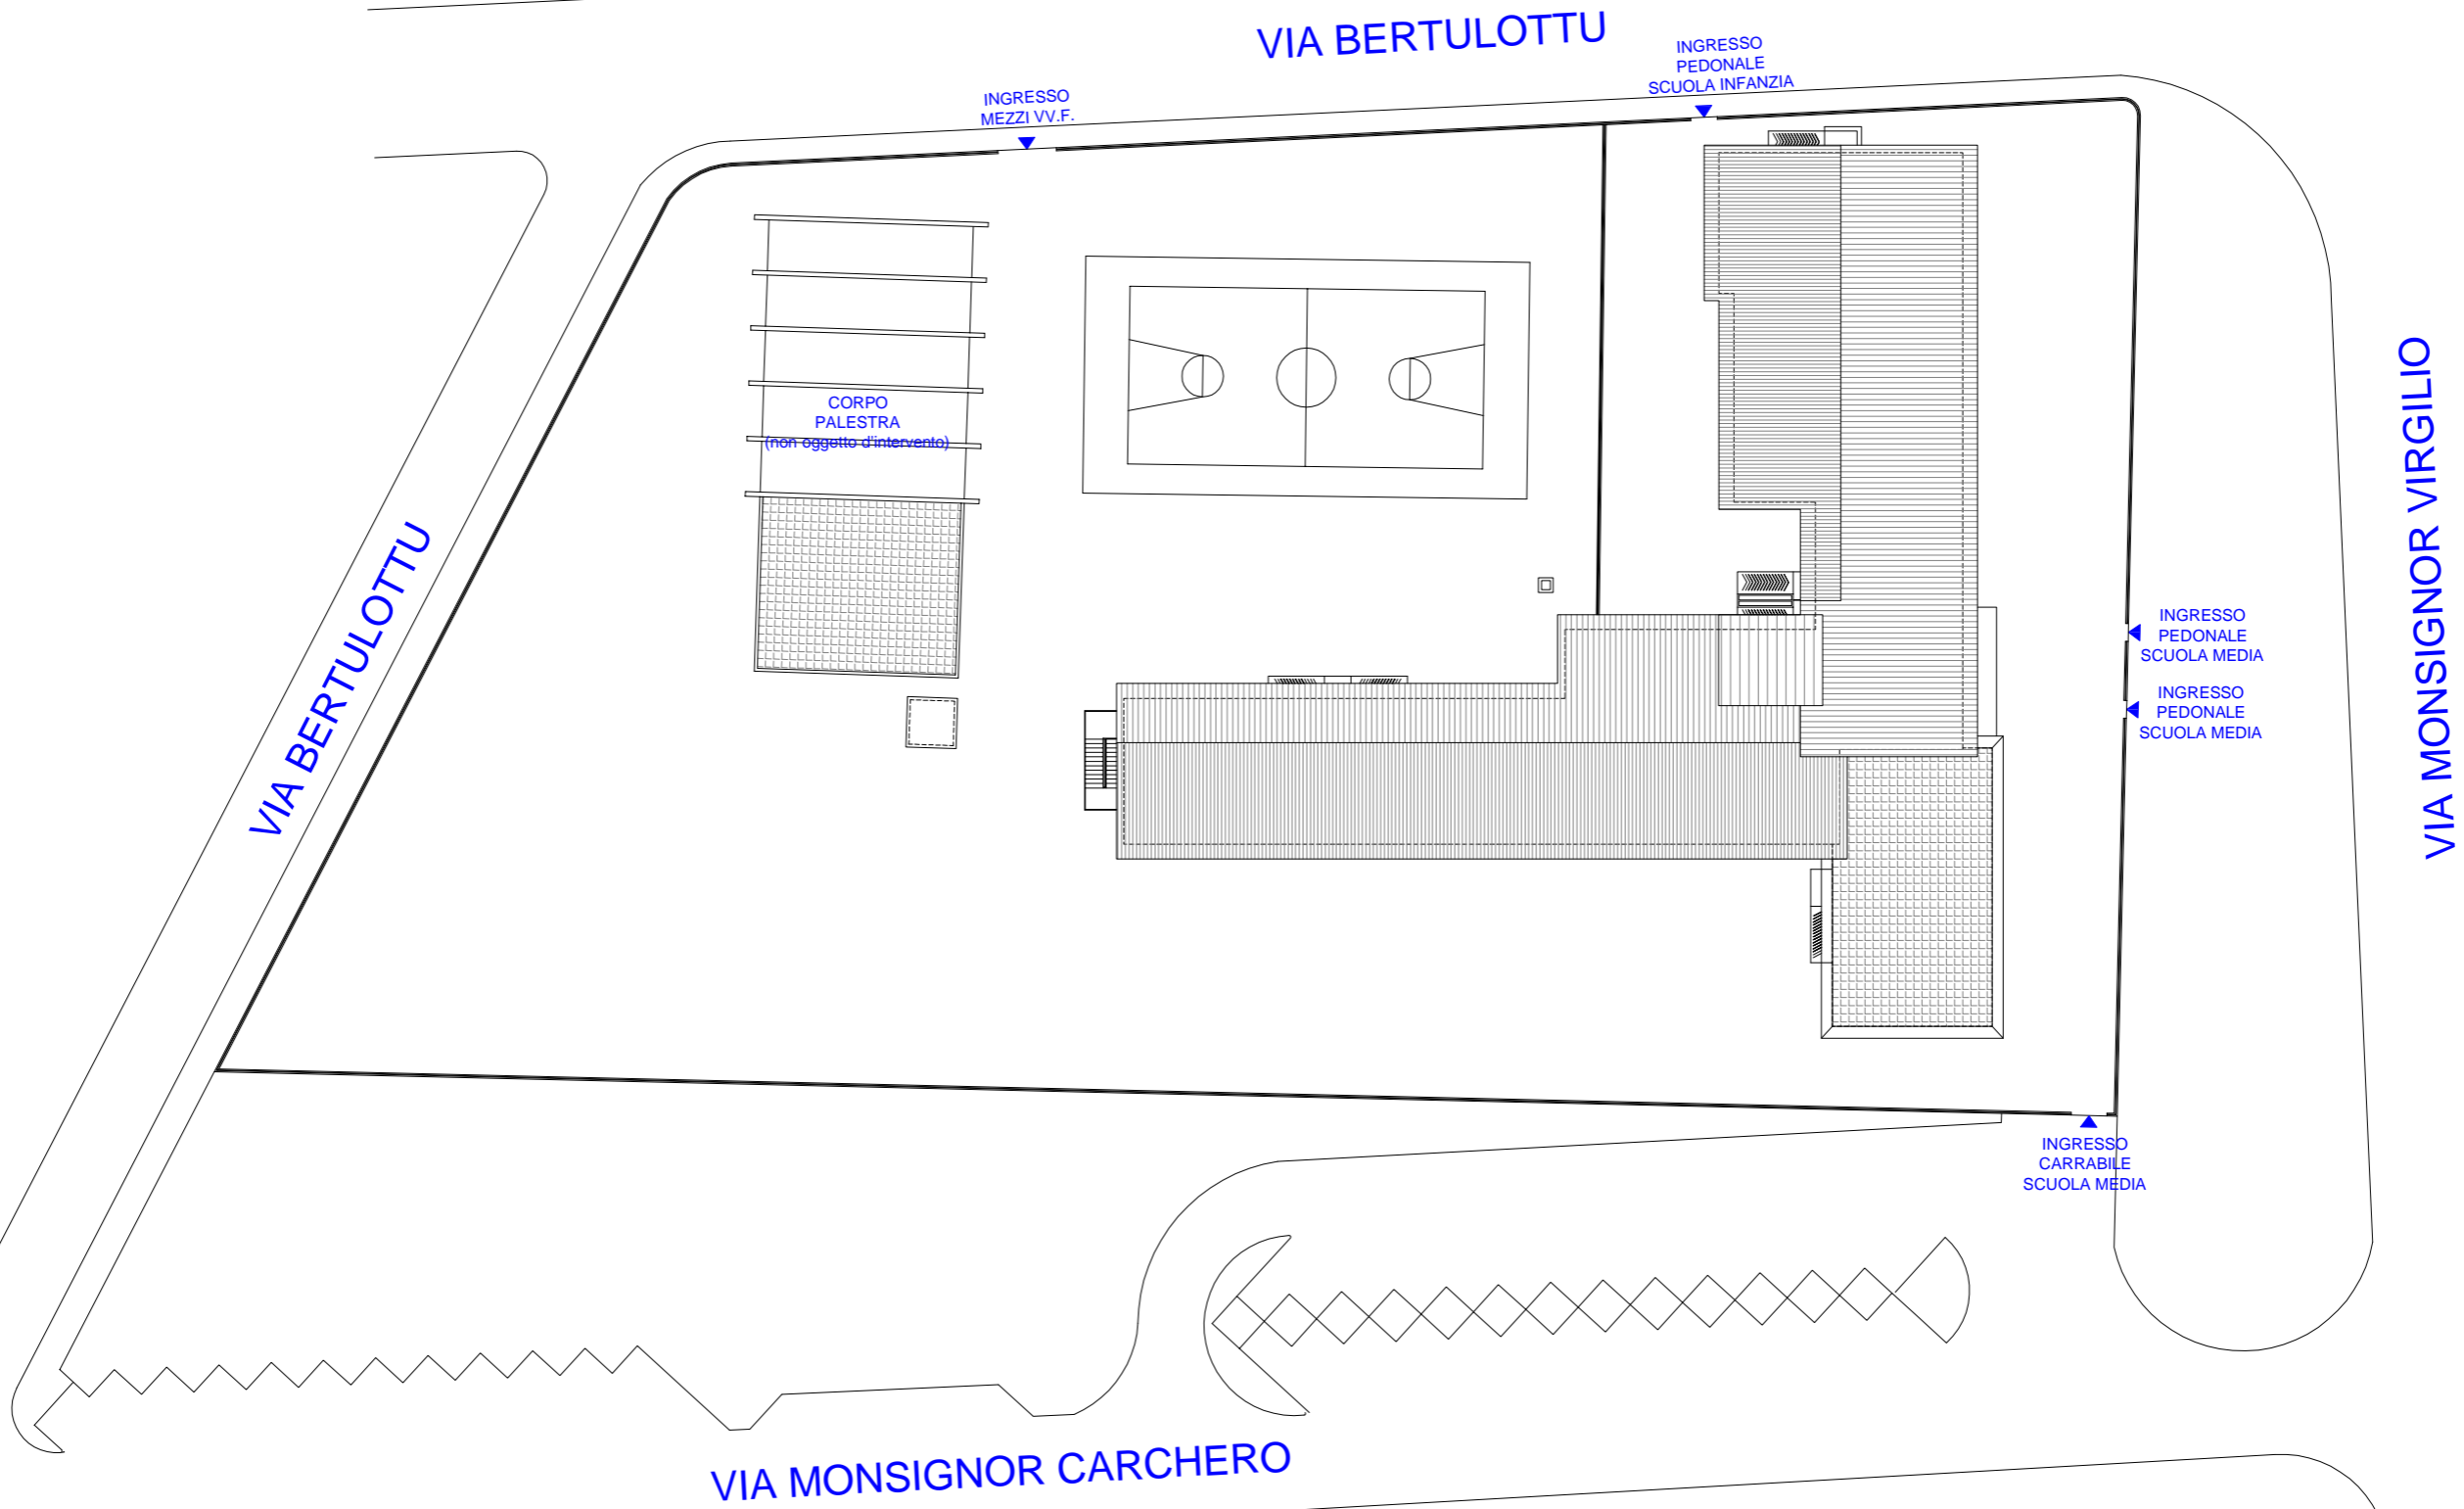 VIA BERTULOTTU
INGRESSO
PEDONALE
SCUOLA INFANZIA
INGRESSO
MEZZI VV.F.
CORPO
PALESTRA
(non oggetto d'intervento)
VIA BERTULOTTU
VIA MONSIGNOR VIRGILIO
INGRESSO
PEDONALE
SCUOLA MEDIA
INGRESSO
PEDONALE
SCUOLA MEDIA
INGRESSO
CARRABILE
SCUOLA MEDIA
VIA MONSIGNOR CARCHERO